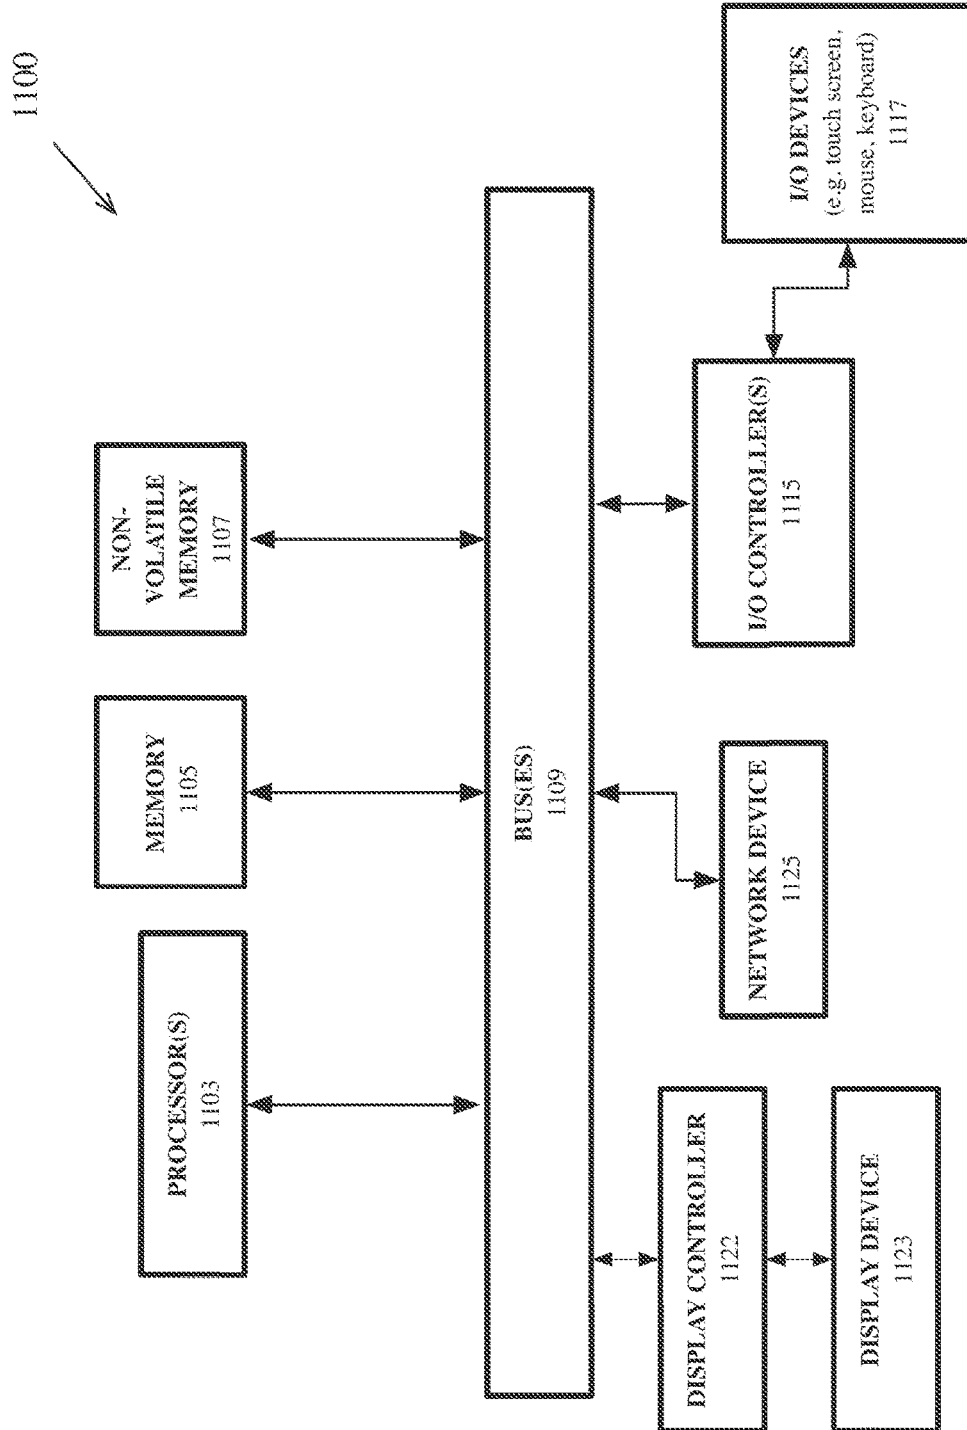 1100
PROCESSOR(S)
1103
MEMORY
1105
NON-
VOLATILE
MEMORY
1107
BUS(ES)
1109
DISPLAY CONTROLLER
1122
DISPLAY DEVICE
1123
NETWORK DEVICE
1125
I/O CONTROLLER(S)
1115
I/O DEVICES
(e.g. touch screen,
mouse, keyboard)
1117